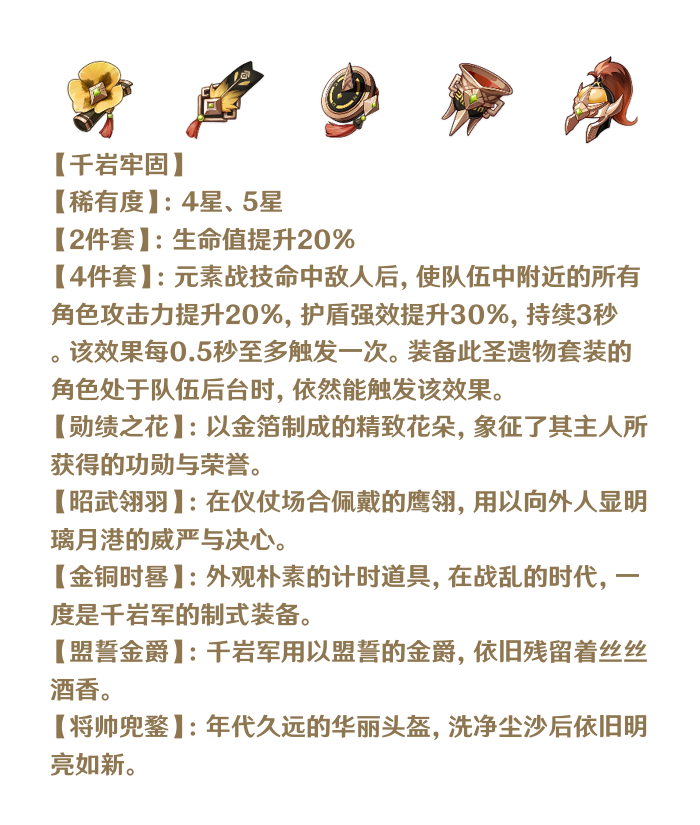 【千岩牢固】
【稀有度】：4星、5星
【2件套】：生命值提升20%
【4件套】：元素战技命中敌人后，使队伍中附近的所有
角色攻击力提升20%，护盾强效提升30%，持续3秒
。该效果每0.5秒至多触发一次。装备此圣遗物套装的
角色处于队伍后台时，依然能触发该效果。
【勋绩之花】：以金箔制成的精致花朵，象征了其主人所
获得的功勋与荣誉。
【昭武翎羽】：在仪仗场合佩戴的鹰翎，用以向外人显明
璃月港的威严与决心。
【金铜时晷】：外观朴素的计时道具，在战乱的时代，一
度是千岩军的制式装备。
【盟誓金爵】：千岩军用以盟誓的金爵，依旧残留着丝丝
酒香。
【将帅兜鍪】：年代久远的华丽头盔，洗净尘沙后依旧明
亮如新。